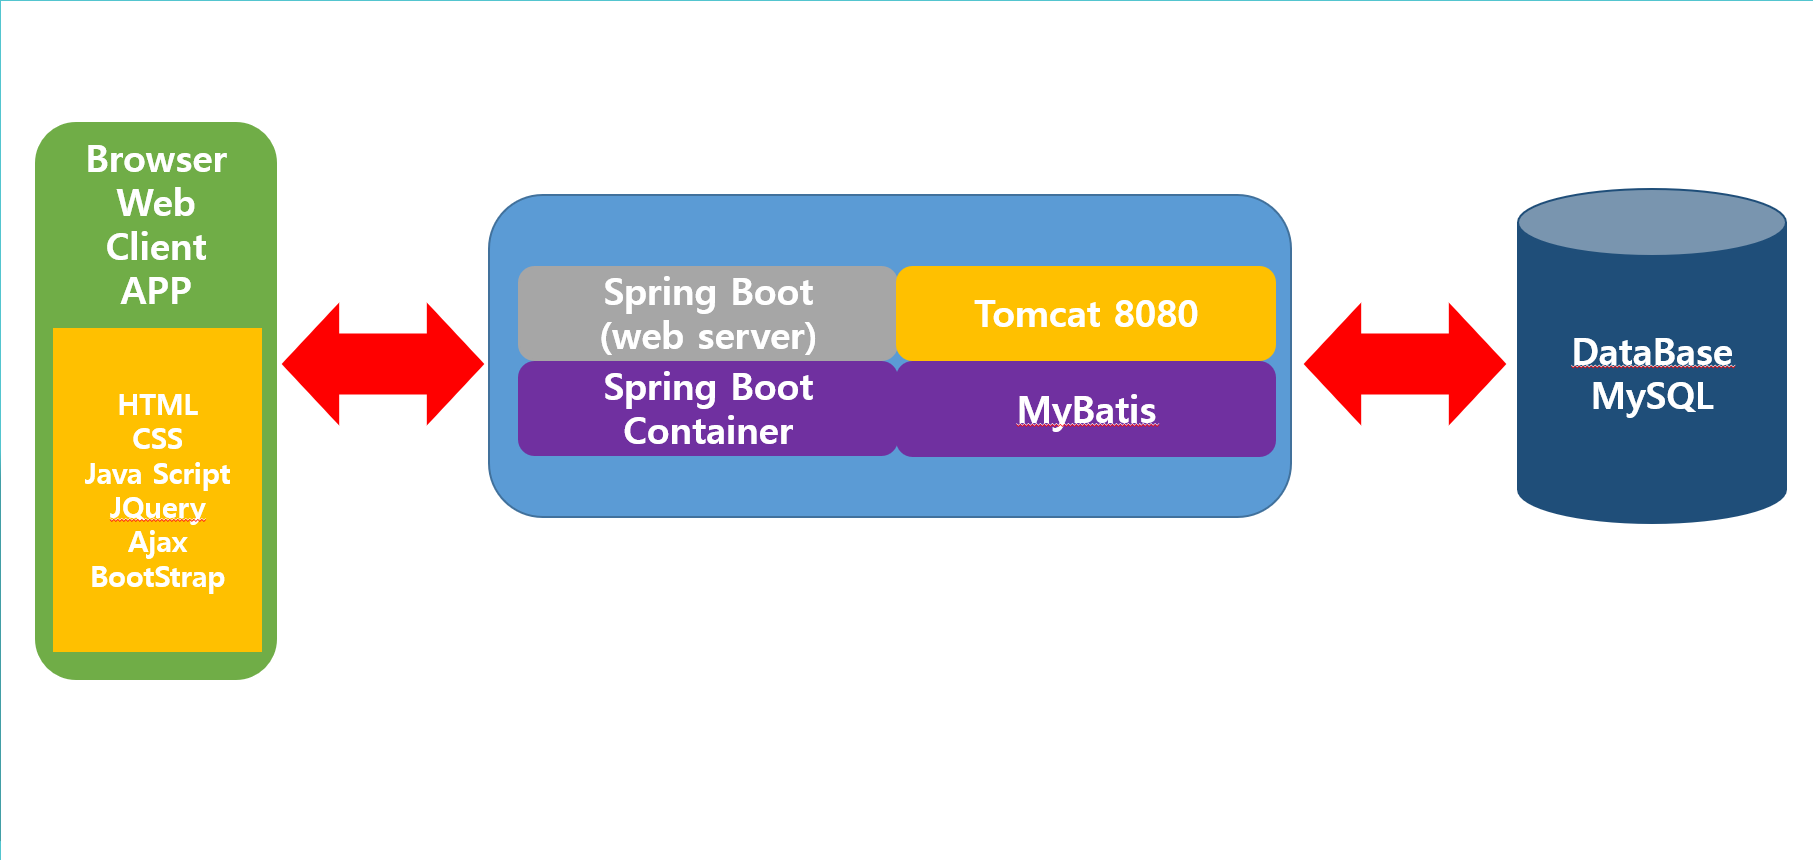 Browser
Web
Client
APP
HTML
CSS
Java Script
JQuery
Ajax
BootStrap
Spring Boot
(web server)
Tomcat 8080
Spring Boot
Container
MyBatis
DataBase
MySQL